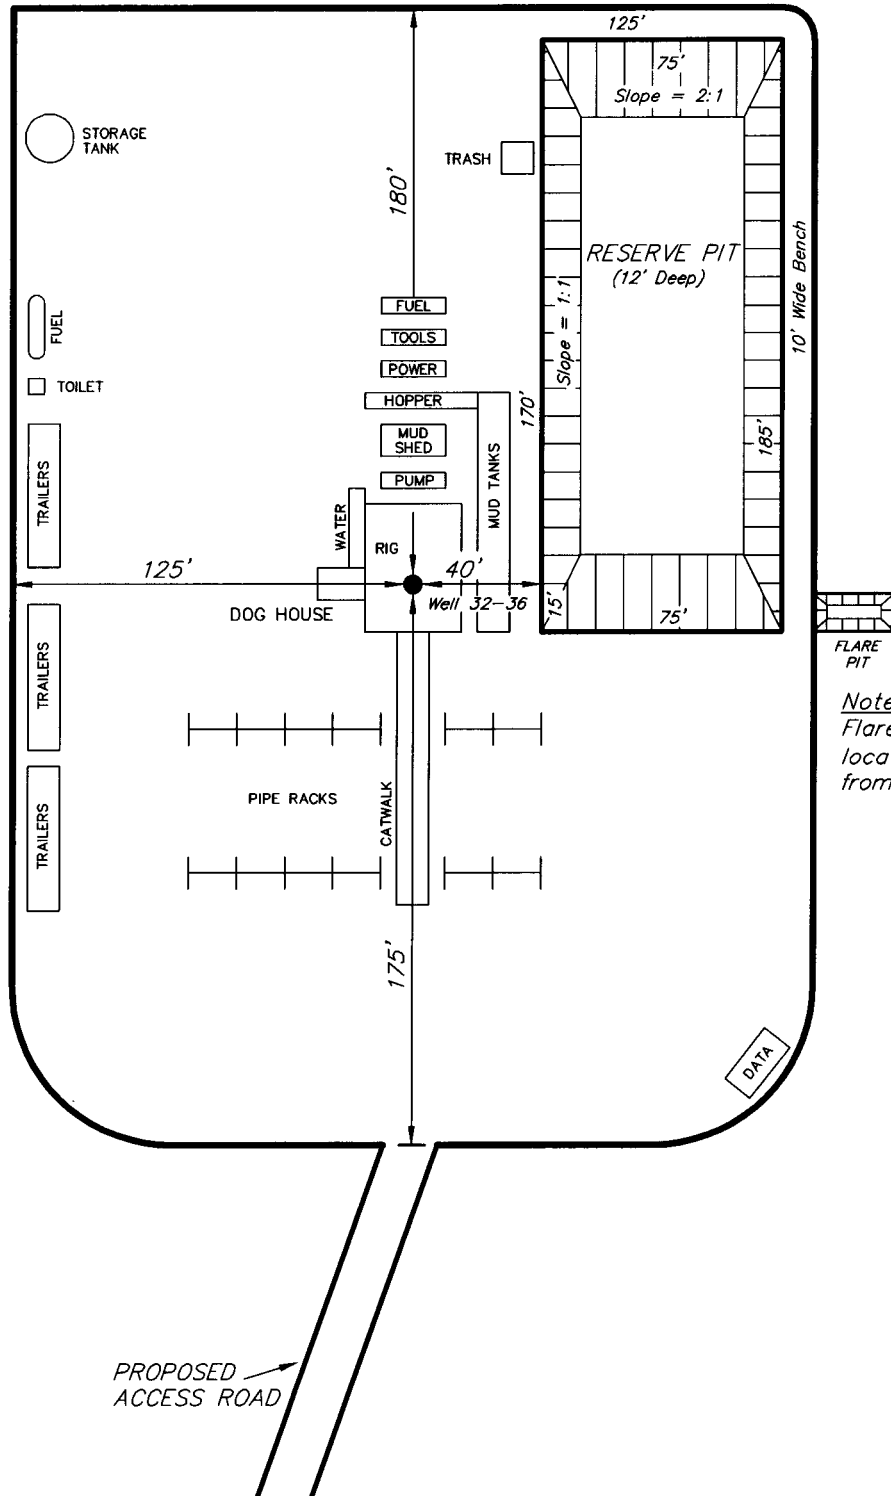 125'
75'
Slope = 2:1
STORAGE
TANK
TRASH
180'
RESERVE PIT
(12' Deep)
10' Wide Bench
FUEL
FUEL
TOOLS
Slope = 1:1
POWER
TOILET
HOPPER
170'
MUD
SHED
185'
TRAILERS
PUMP
MUD TANKS
WATER
RIG
125'
40'
DOG HOUSE
Well 32-36
15'
75'
FLARE
PIT
TRAILERS
Note
Flare
loca
from
PIPE RACKS
CATWALK
TRAILERS
175'
DATA
PROPOSED
ACCESS ROAD